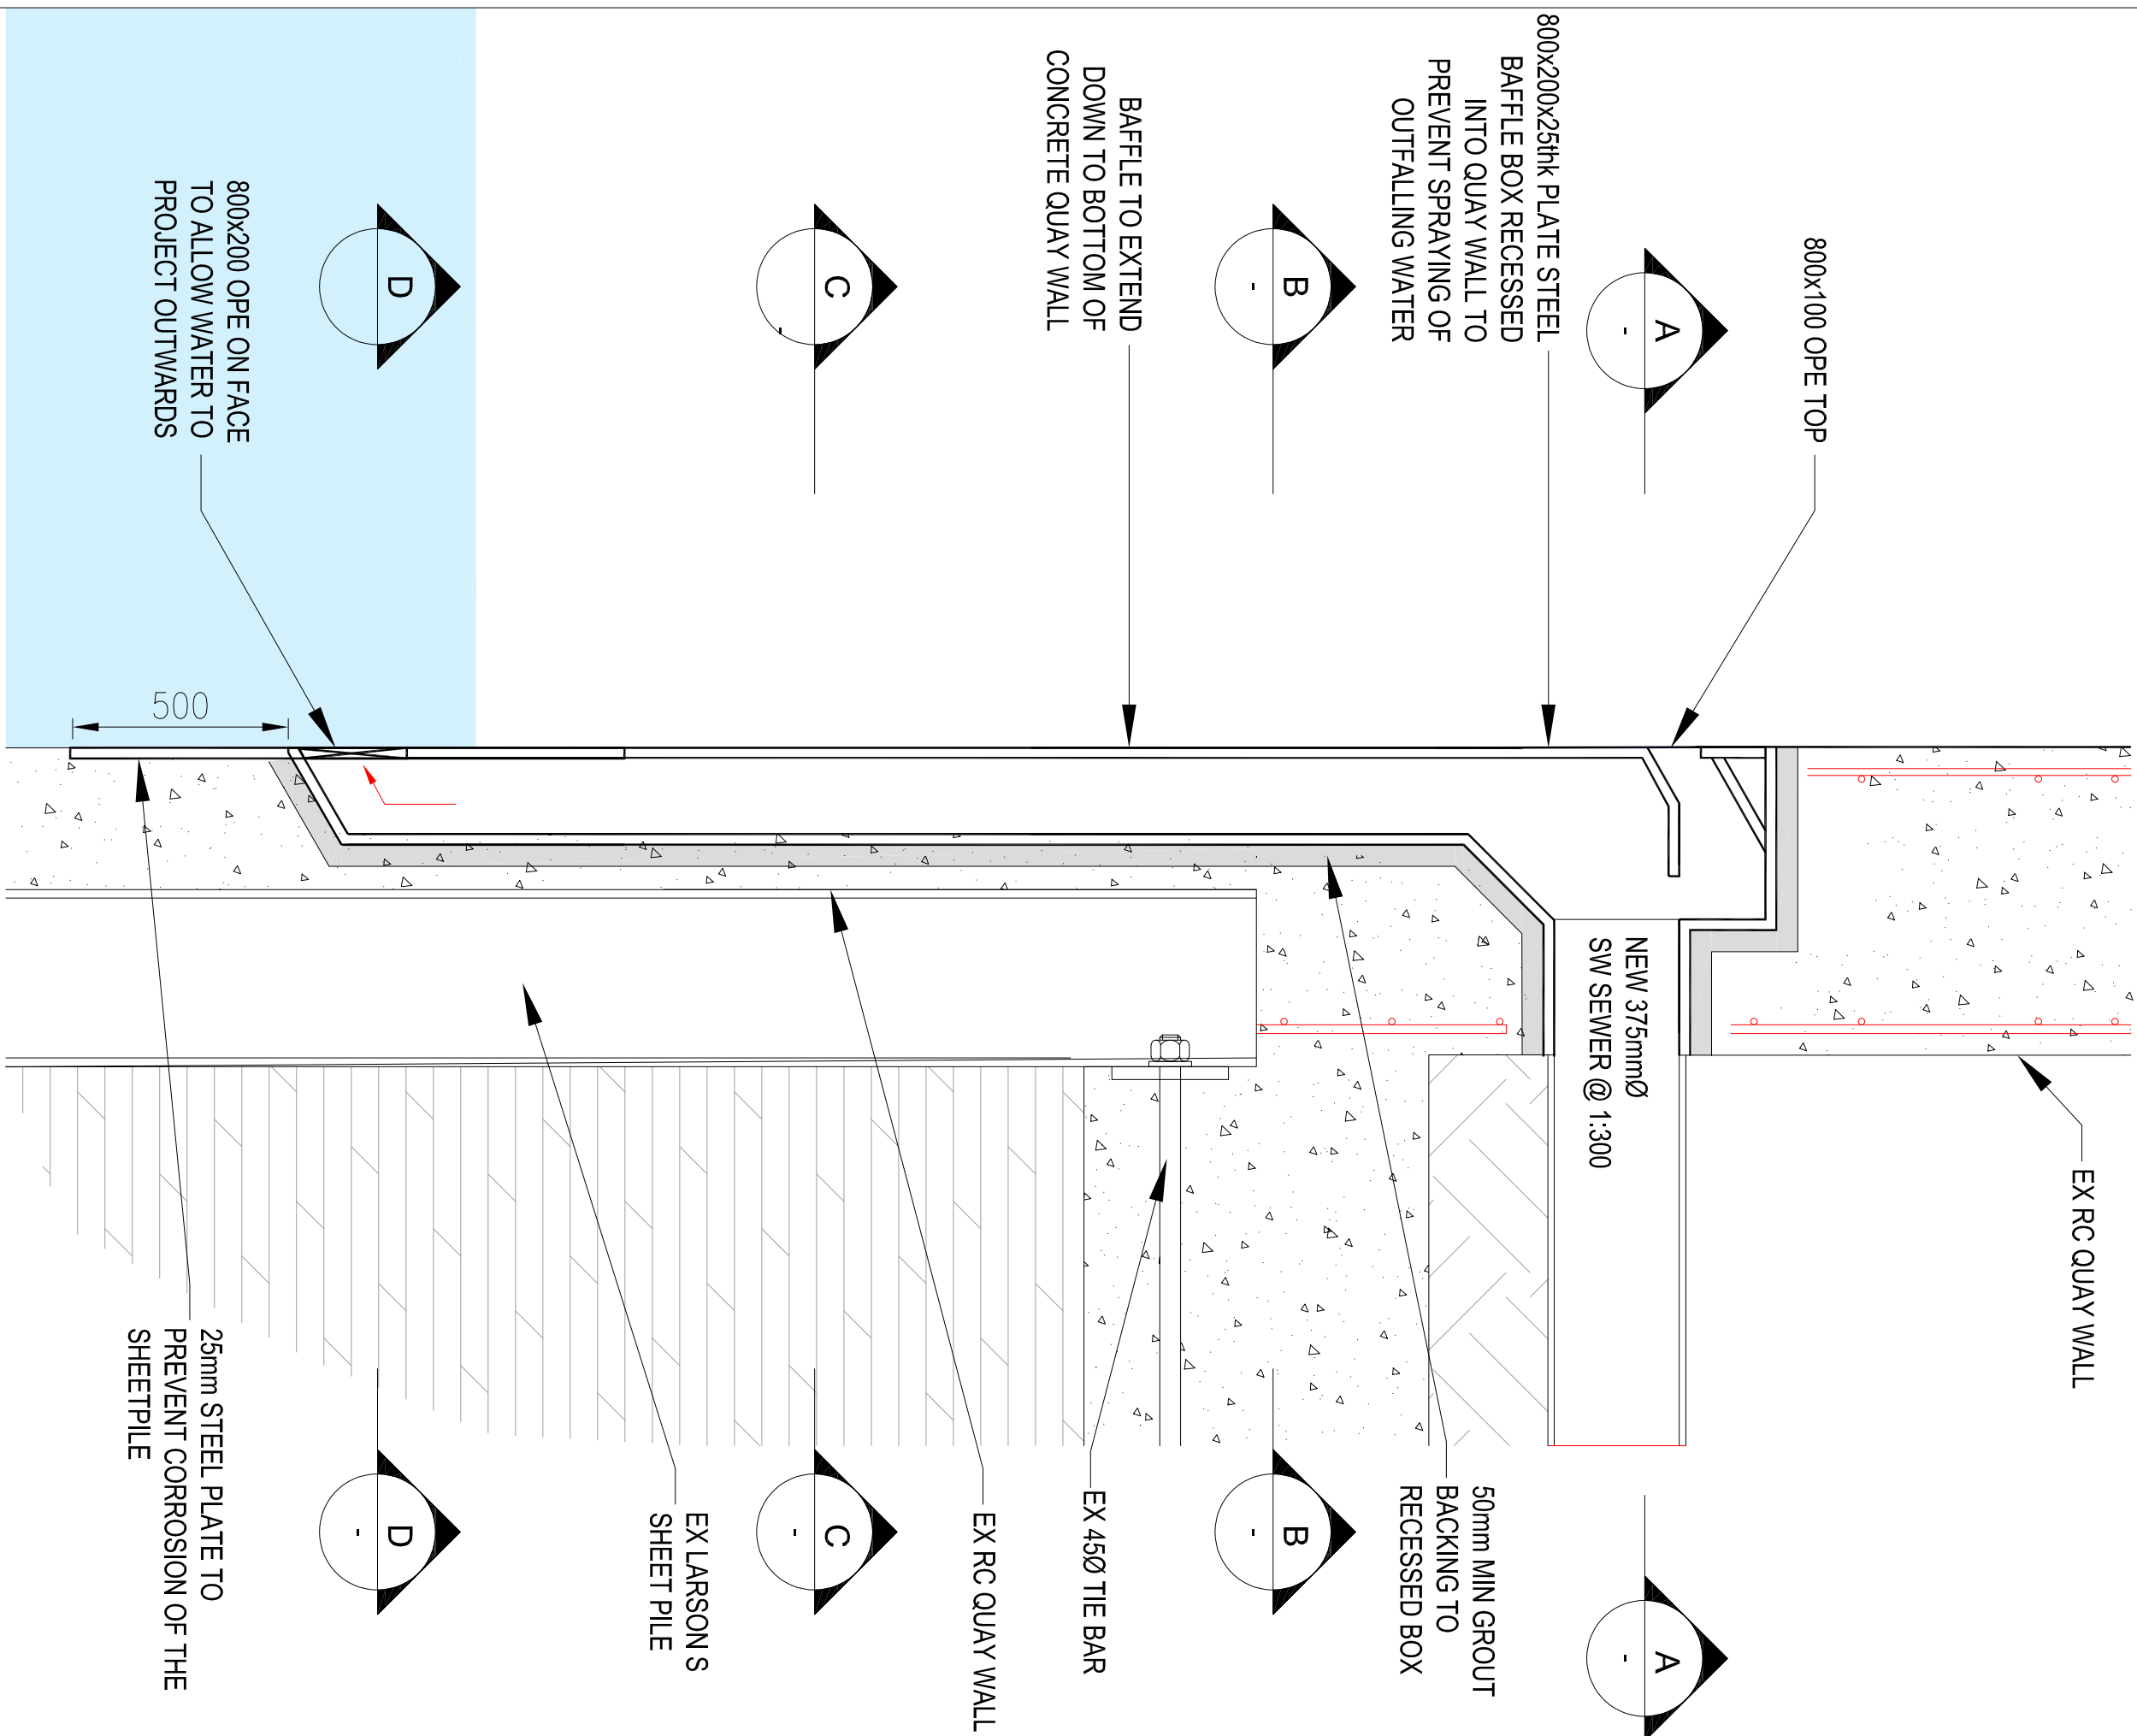 800x100 OPE TOP
A
-
800x200x25thk PLATE STEEL
BAFFLE BOX RECESSED
INTO QUAY WALL TO
PREVENT SPRAYING OF
OUTFALLING WATER
B
-
BAFFLE TO EXTEND
DOWN TO BOTTOM OF
CONCRETE QUAY WALL
C
-
D
800x200 OPE ON FACE
TO ALLOW WATER TO
PROJECT OUTWARDS
500
NEW 375mmØ
SW SEWER @ 1:300
EX RC QUAY WALL
A
-
50mm MIN GROUT
BACKING TO
RECESSED BOX
B
-
EX 45Ø TIE BAR
EX RC QUAY WALL
C
-
EX LARSON S
SHEET PILE
D
-
25mm STEEL PLATE TO
PREVENT CORROSION OF THE
SHEETPILE